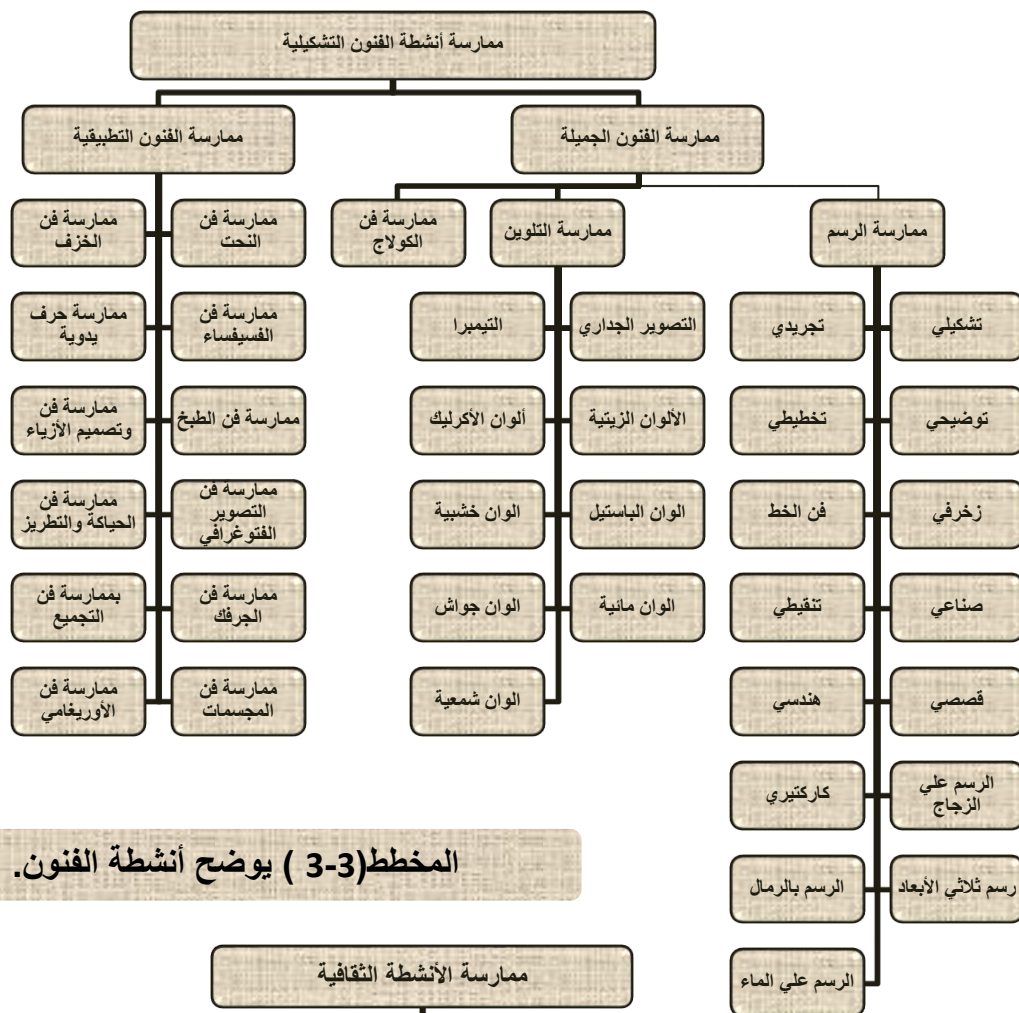 ممارسة أنشطة الفنون التشكيلية
ممارسة الفنون الجميلة
ممارسة الفنون التطبيقية
ممارسة الرسم
ممارسة التلوين
ممارسة فن
الكولاج
ممارسة فن
النحت
ممارسة فن
الخزف
تشكيلي
تجريدي
التصوير الجداري
التيمبرا
ممارسة فن
الفسيفساء
ممارسة حرف
يدوية
توضيحي
تخطيطي
الألوان الزيتية
ألوان الأكرليك
ممارسة فن الطبخ
ممارسة فن
وتصميم الأزياء
زخرفي
فن الخط
الوان الباستيل
الوان خشبية
ممارسة فن
التصوير
الفتوغرافي
ممارسة فن
الحياكة والتطريز
صناعي
تنقيطي
الوان مائية
الوان جواش
ممارسة فن
الجرفك
بممارسة فن
التجميع
قصصي
هندسي
الوان شمعية
ممارسة فن
المجسمات
ممارسة فن
الأوريغامي
الرسم علي
الزجاج
كاركتيري
رسم ثلاثي الأبعاد
الرسم بالرمال
الرسم علي الماء
المخطط(3-3 ) يوضح أنشطة الفنون.
ممارسة الأنشطة الثقافية